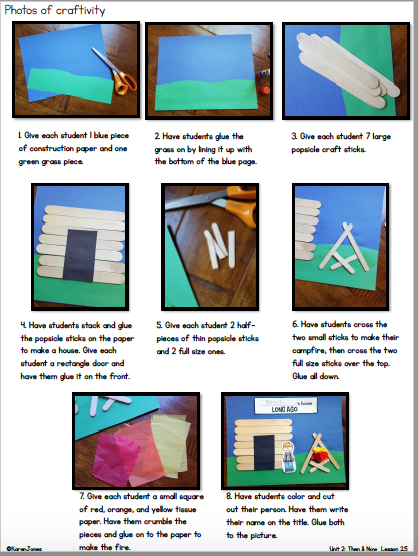 Photos of craftivity
1. Give each student 1 blue piece
of construction paper and one
green grass piece.
2. Have students glue the
grass on by lining it up with
the bottom of the blue page.
3. Give each student 7 large
popsicle craft sticks.
4. Have students stack and glue
the popsicle sticks on the paper
to make a house. Give each
student a rectangle door and
have them glue it on the front.
5. Give each student 2 half-
pieces of thin popsicle sticks
and 2 full size ones.
6. Have students cross the
two small sticks to make their
campfire, then cross the two
full size sticks over the top.
Glue all down.
's house
LONG AGO
7. Give each student a small square
of red, orange, and yellow tissue
paper. Have them crumble the
pieces and glue on to the paper to
make the fire.
8. Have students color and cut
out their person. Have them write
their name on the title. Glue both
to the picture.
©KarenJones
Unit 2: Then & Now Lesson 2.5